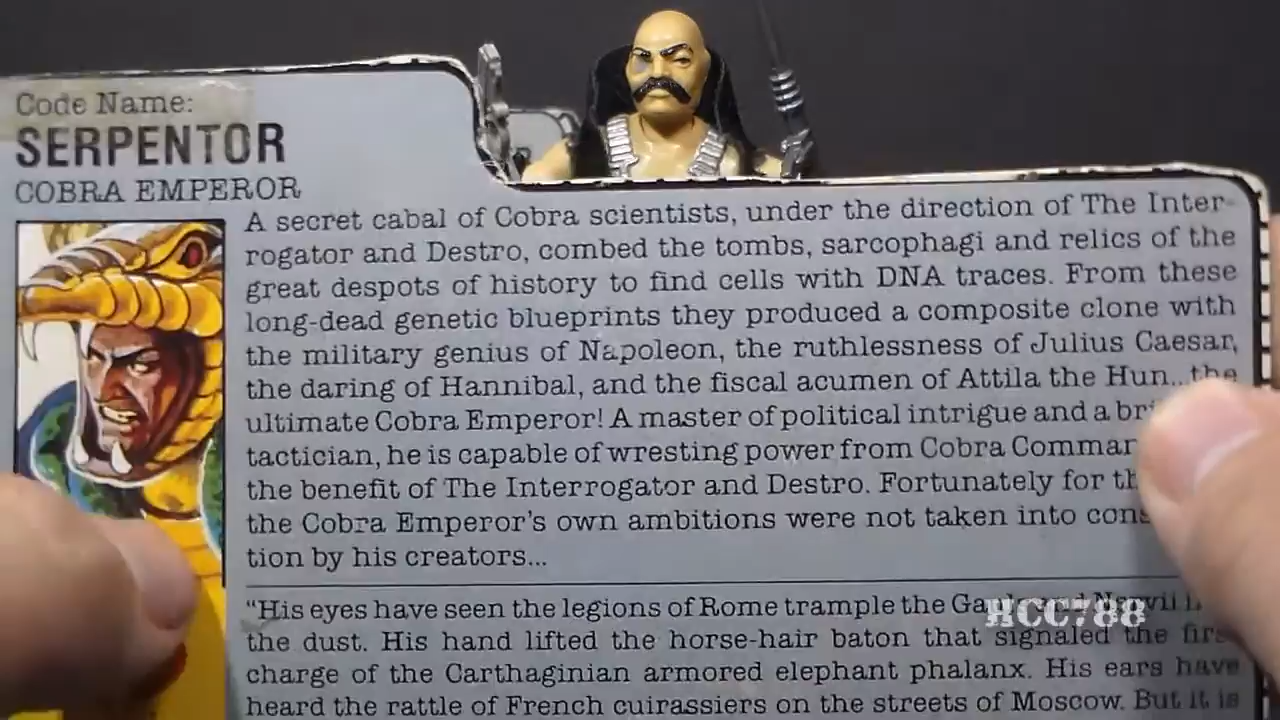 Code Name:
SERPENTOR
COBRA EMPEROR
A secret cabal of Cobra scientists, under the direction of The Inter-
rogator and Destro, combed the tombs, sarcophagi and relics of the
great despots of history to find cells with DNA traces. From these
long-dead genetic blueprints they produced a composite clone with
the military genius of Napoleon, the ruthlessness of Julius Caesar,
the daring of Hannibal, and the fiscal acumen of Attila the Hun...the
ultimate Cobra Emperor! A master of political intrigue and a
tactician, he is capable of wresting power from Cobra
the benefit of The Interrogator and Destro. Fortunately for
the Cobra Emperor's own ambitions were not taken into
tion by his creators...
"His eyes have seen the legions of Rome trample the
HCC788
the dust. His hand lifted the horse-hair baton that signaled the
charge of the Carthaginian armored elephant phalanx. His ears have
heard the rattle of French cuirassiers on the streets of Moscow. But it is